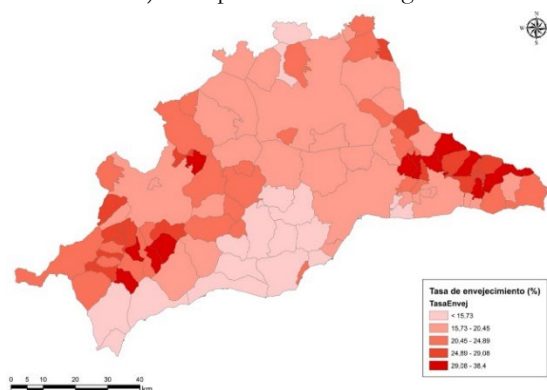 N
W E
S
Tasa de envejecimiento (%)
TasaEnvej
< 15,73
15,73 - 20,45
20,45 - 24,89
24,89 - 29,08
29,08 - 38,4
0 5 10 20 30 40
km